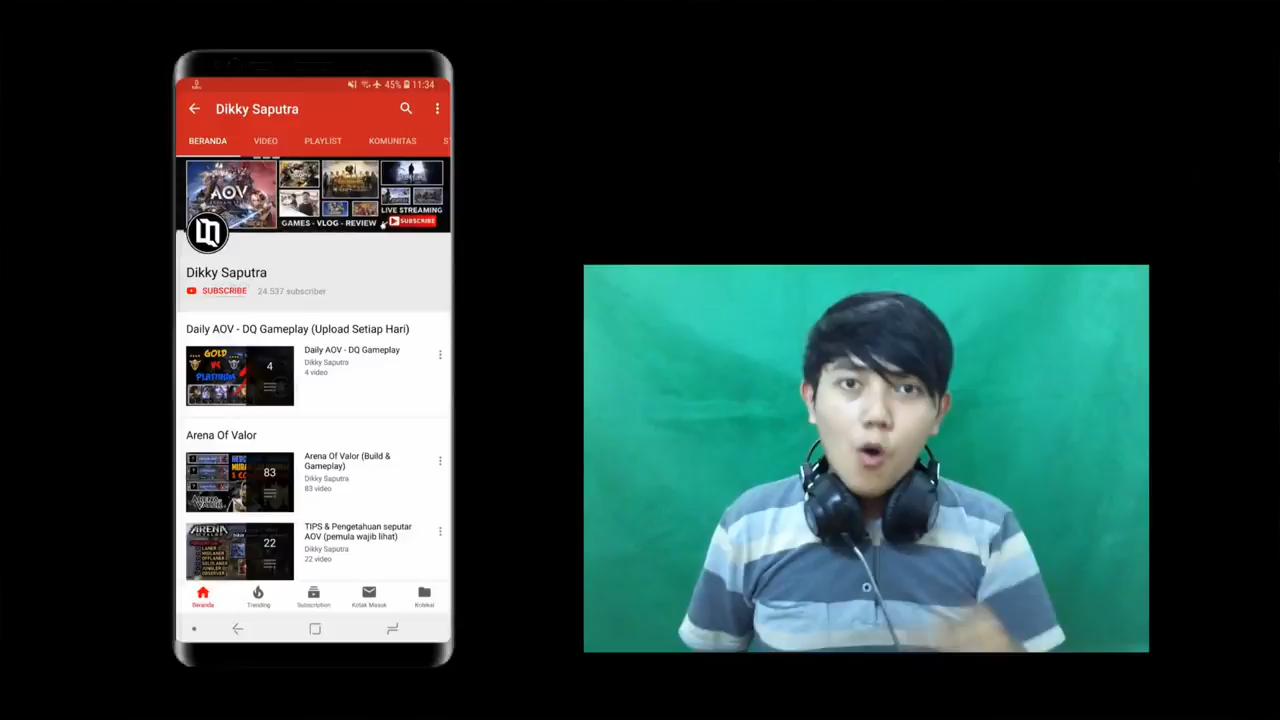 45% 11:34
Dikky Saputra
BERANDA VIDEO PLAYLIST KOMUNITAS
AOV
LIVE STREAMING
GAMES - VLOG - REVIEW SUBSCRIBE
Dikky Saputra
SUBSCRIBE 24.537 subscriber
Daily AOV - DQ Gameplay (Upload Setiap Hari)
GOLD
VS
PLATINUM
4
Daily AOV - DQ Gameplay
Dikky Saputra
4 video
Arena Of Valor
83
Arena Of Valor (Build &
Gameplay)
Dikky Saputra
83 video
ARENA
22
TIPS & Pengetahuan seputar
AOV (pemula wajib lihat)
Dikky Saputra
22 video
Beranda Trending Subscription Kotak Masuk Koleksi